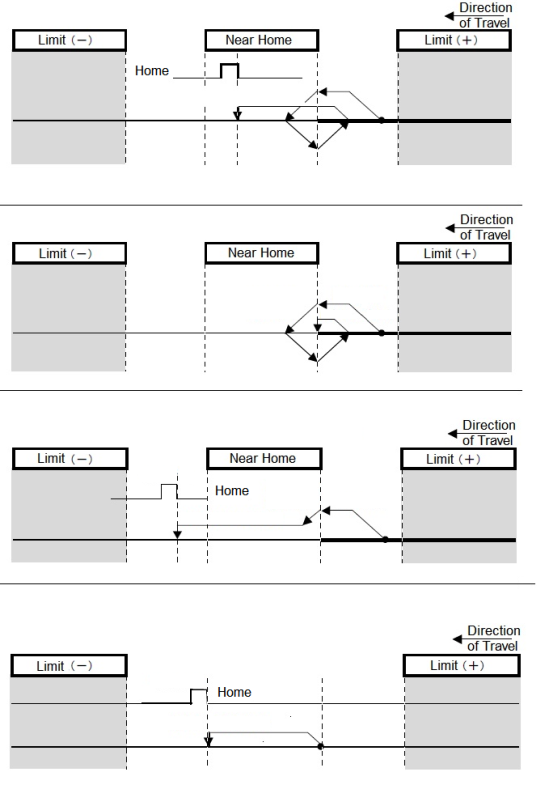 Direction
of Travel
Limit (−)
Near Home
Limit (+)
Home
Direction
of Travel
Limit (−)
Near Home
Limit (+)
Direction
of Travel
Limit (−)
Near Home
Limit (+)
Home
Direction
of Travel
Limit (−)
Limit (+)
Home